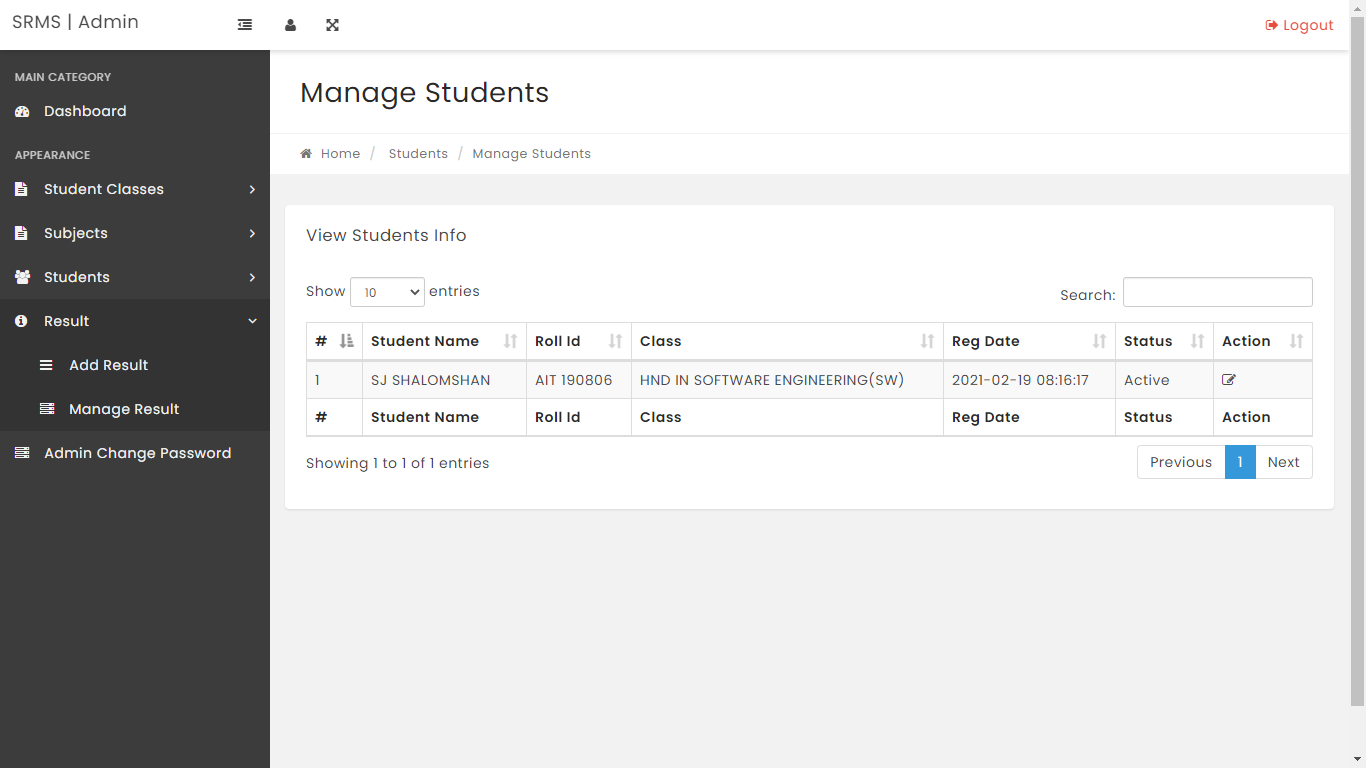 SRMS | Admin
Logout
MAIN CATEGORY
Dashboard
APPEARANCE
Student Classes
Subjects
Students
Result
Add Result
Manage Result
Admin Change Password
Manage Students
Home / Students / Manage Students
View Students Info
Show 10 entries
Search:
# Student Name Roll Id Class Reg Date Status Action
1 SJ SHALOMSHAN AIT 190806 HND IN SOFTWARE ENGINEERING(SW) 2021-02-19 08:16:17 Active
# Student Name Roll Id Class Reg Date Status Action
Showing 1 to 1 of 1 entries
Previous 1 Next